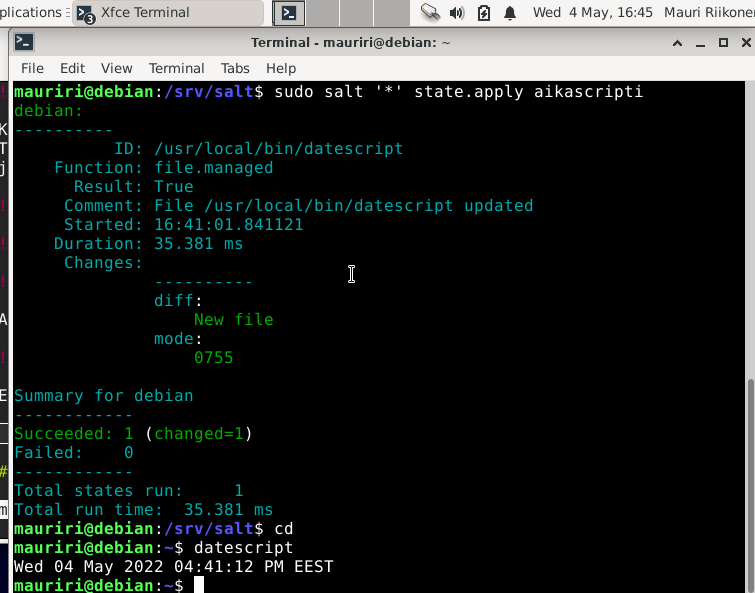 plications Xfce Terminal Wed 4 May, 16:45 Mauri Riikone
3
Terminal - mauriri@debian: ~
File Edit View Terminal Tabs Help
mauriri@debian:/srv/salt$ sudo salt '*' state.apply aikascripti
debian:
----------
          ID: /usr/local/bin/datescript
    Function: file.managed
      Result: True
     Comment: File /usr/local/bin/datescript updated
     Started: 16:41:01.841121
    Duration: 35.381 ms
     Changes:
              ----------
              diff:
                  New file
              mode:
                  0755

Summary for debian
------------
Succeeded: 1 (changed=1)
Failed:    0
------------
Total states run:     1
Total run time:  35.381 ms
mauriri@debian:/srv/salt$ cd
mauriri@debian:~$ datescript
Wed 04 May 2022 04:41:12 PM EEST
mauriri@debian:~$